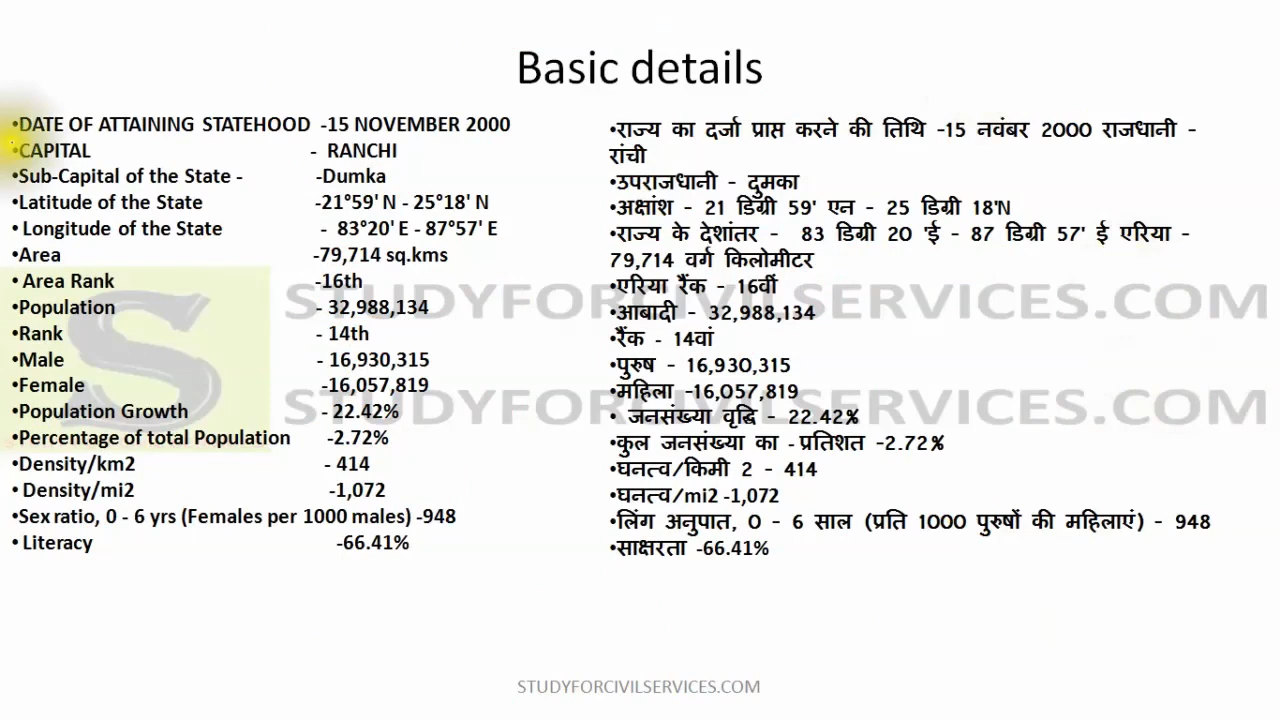 Basic details
•DATE OF ATTAINING STATEHOOD -15 NOVEMBER 2000
•CAPITAL - RANCHI
•Sub-Capital of the State - -Dumka
•Latitude of the State -21°59' N - 25°18' N
• Longitude of the State - 83°20' E - 87°57' E
•Area -79,714 sq.kms
• Area Rank -16th
•Population - 32,988,134
•Rank - 14th
•Male - 16,930,315
•Female -16,057,819
•Population Growth - 22.42%
•Percentage of total Population -2.72%
•Density/km2 - 414
• Density/mi2 -1,072
•Sex ratio, 0 - 6 yrs (Females per 1000 males) -948
• Literacy -66.41%
•राज्य का दर्जा प्राप्त करने की तिथि -15 नवंबर 2000 राजधानी -
रांची
•उपराजधानी - दुमका
•अक्षांश - 21 डिग्री 59' एन - 25 डिग्री 18'N
•राज्य के देशांतर - 83 डिग्री 20 'ई - 87 डिग्री 57' ई एरिया -
79,714 वर्ग किलोमीटर
•एरिया रैंक - 16वीं
•आबादी - 32,988,134
•रैंक - 14वां
•पुरुष - 16,930,315
•महिला -16,057,819
• जनसंख्या वृद्धि - 22.42%
•कुल जनसंख्या का - प्रतिशत -2.72%
•घनत्व/किमी 2 - 414
•घनत्व/mi2 -1,072
•लिंग अनुपात, 0 - 6 साल (प्रति 1000 पुरुषों की महिलाएं) - 948
•साक्षरता -66.41%
S
STUDYFORCIVILSERVICES.COM
STUDYFORCIVILSERVICES.COM
STUDYFORCIVILSERVICES.COM